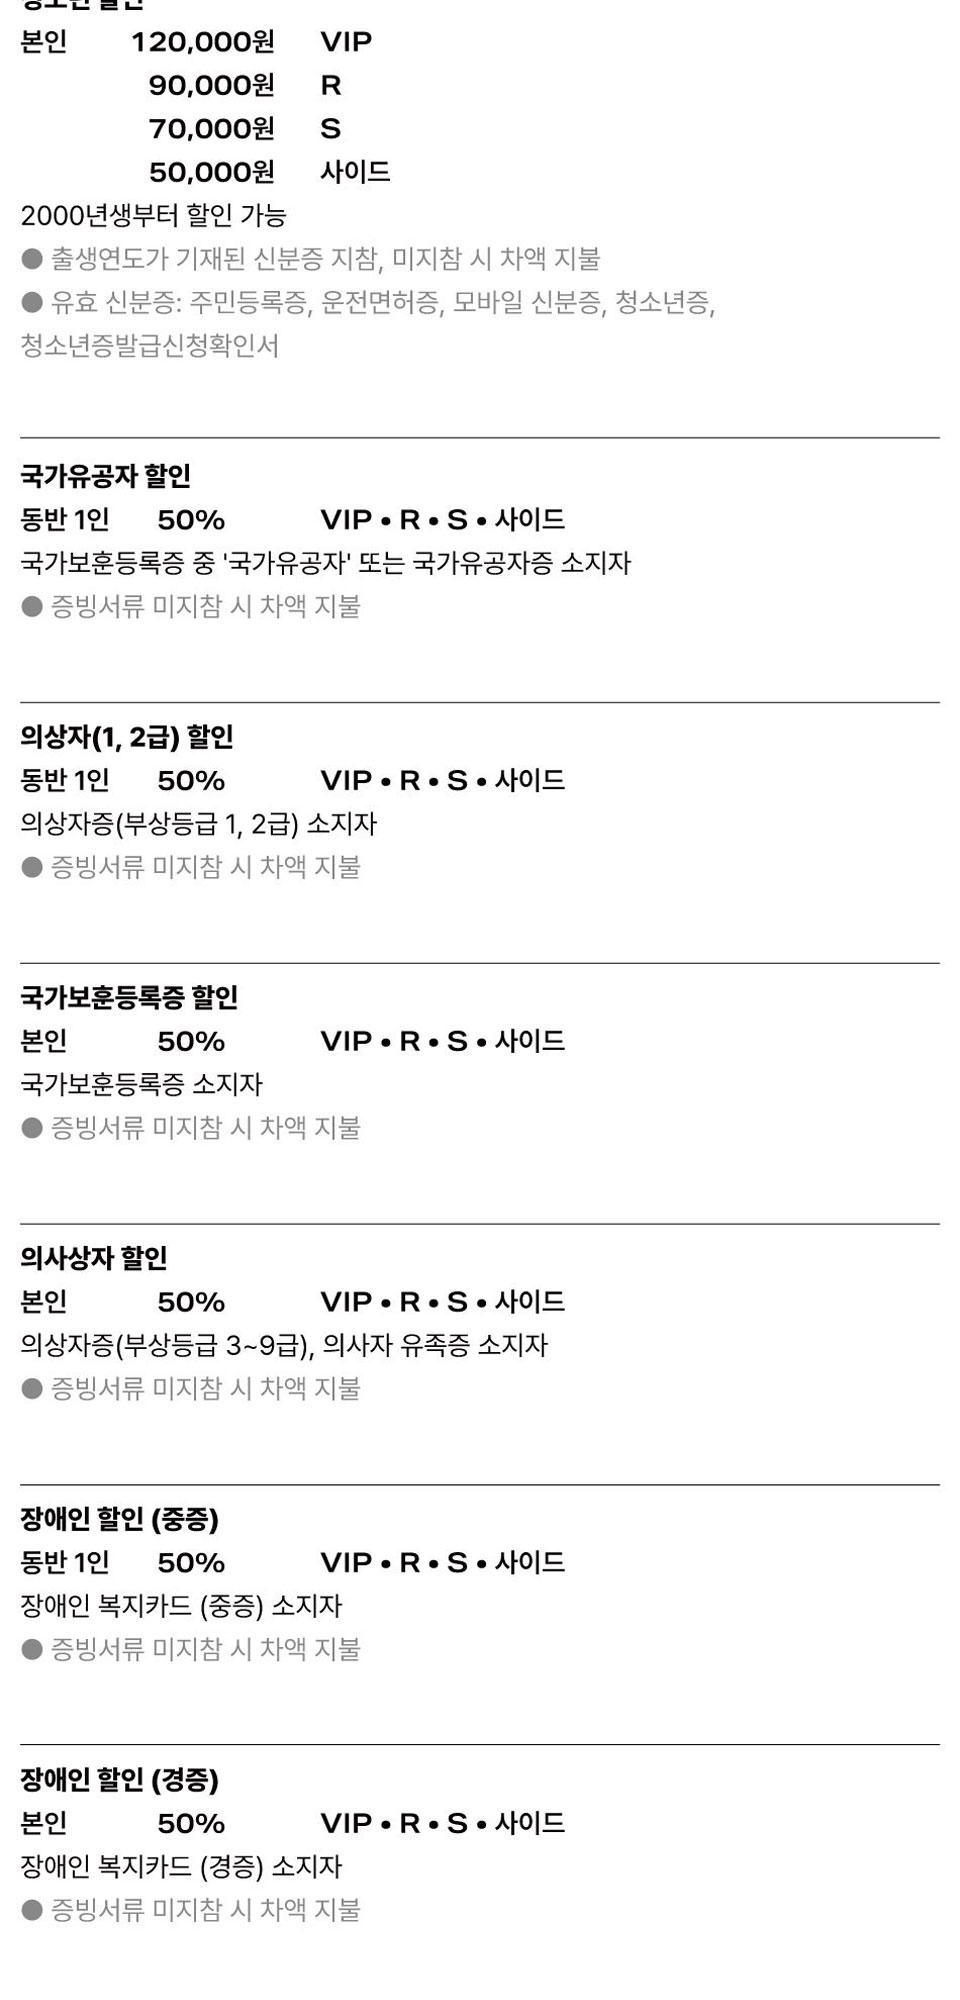 할인
본인 120,000원 VIP
90,000원 R
70,000원 S
50,000원 사이드
2000년생부터 할인 가능
● 출생연도가 기재된 신분증 지참, 미지참 시 차액 지불
● 유효 신분증: 주민등록증, 운전면허증, 모바일 신분증, 청소년증,
청소년증발급신청확인서
국가유공자 할인
동반 1인 50% VIP • R • S • 사이드
국가보훈등록증 중 '국가유공자' 또는 국가유공자증 소지자
● 증빙서류 미지참 시 차액 지불
의상자(1, 2급) 할인
동반 1인 50% VIP • R • S • 사이드
의상자증(부상등급 1, 2급) 소지자
● 증빙서류 미지참 시 차액 지불
국가보훈등록증 할인
본인 50% VIP • R • S • 사이드
국가보훈등록증 소지자
● 증빙서류 미지참 시 차액 지불
의사상자 할인
본인 50% VIP • R • S • 사이드
의상자증(부상등급 3~9급), 의사자 유족증 소지자
● 증빙서류 미지참 시 차액 지불
장애인 할인 (중증)
동반 1인 50% VIP • R • S • 사이드
장애인 복지카드 (중증) 소지자
● 증빙서류 미지참 시 차액 지불
장애인 할인 (경증)
본인 50% VIP • R • S • 사이드
장애인 복지카드 (경증) 소지자
● 증빙서류 미지참 시 차액 지불